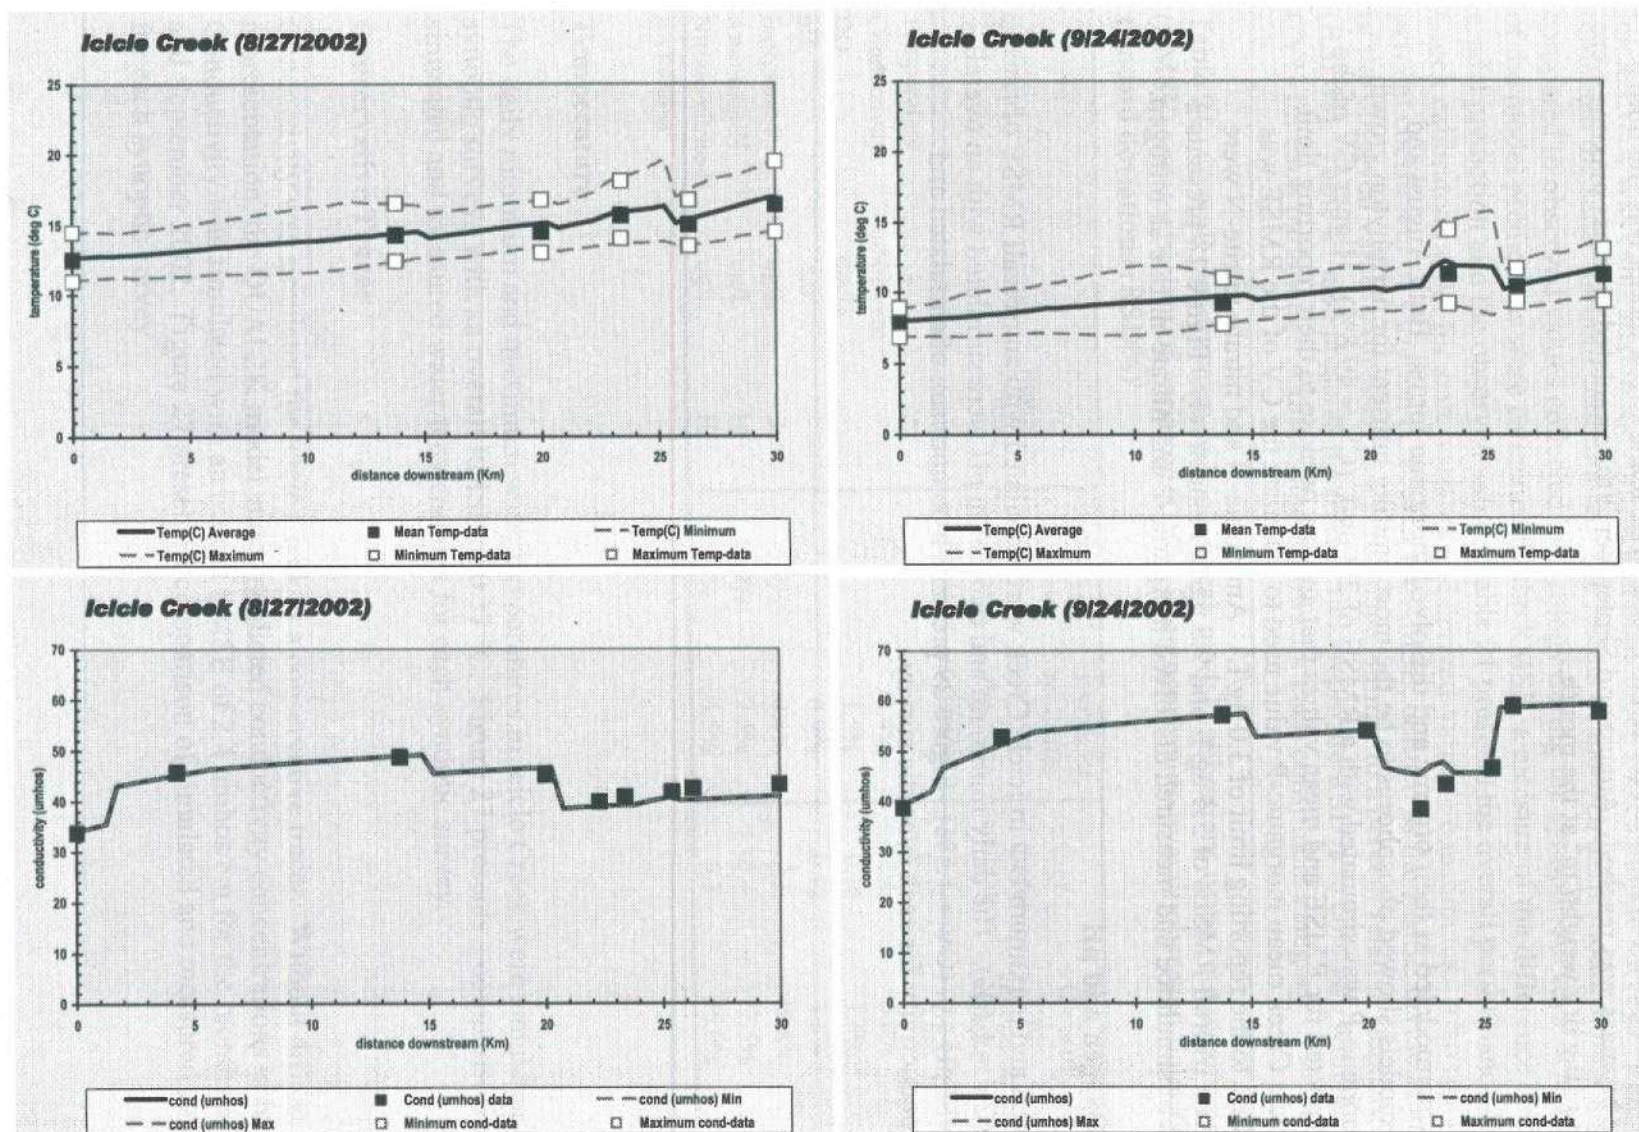 Icicle Creek (8/27/2002)
25
20
15
10
5
0
temperature (deg C)
0 5 10 15 20 25 30
distance downstream (Km)
Temp(C) Average Mean Temp-data Temp(C) Minimum
Temp(C) Maximum Minimum Temp-data Maximum Temp-data
Icicle Creek (9/24/2002)
25
20
15
10
5
0
temperature (deg C)
0 5 10 15 20 25 30
distance downstream (Km)
Temp(C) Average Mean Temp-data Temp(C) Minimum
Temp(C) Maximum Minimum Temp-data Maximum Temp-data
Icicle Creek (8/27/2002)
70
60
50
40
30
20
10
0
conductivity (umhos)
0 5 10 15 20 25 30
distance downstream (Km)
cond (umhos) Cond (umhos) data cond (umhos) Min
cond (umhos) Max Minimum cond-data Maximum cond-data
Icicle Creek (9/24/2002)
70
60
50
40
30
20
10
0
conductivity (umhos)
0 5 10 15 20 25 30
distance downstream (Km)
cond (umhos) Cond (umhos) data cond (umhos) Min
cond (umhos) Max Minimum cond-data Maximum cond-data